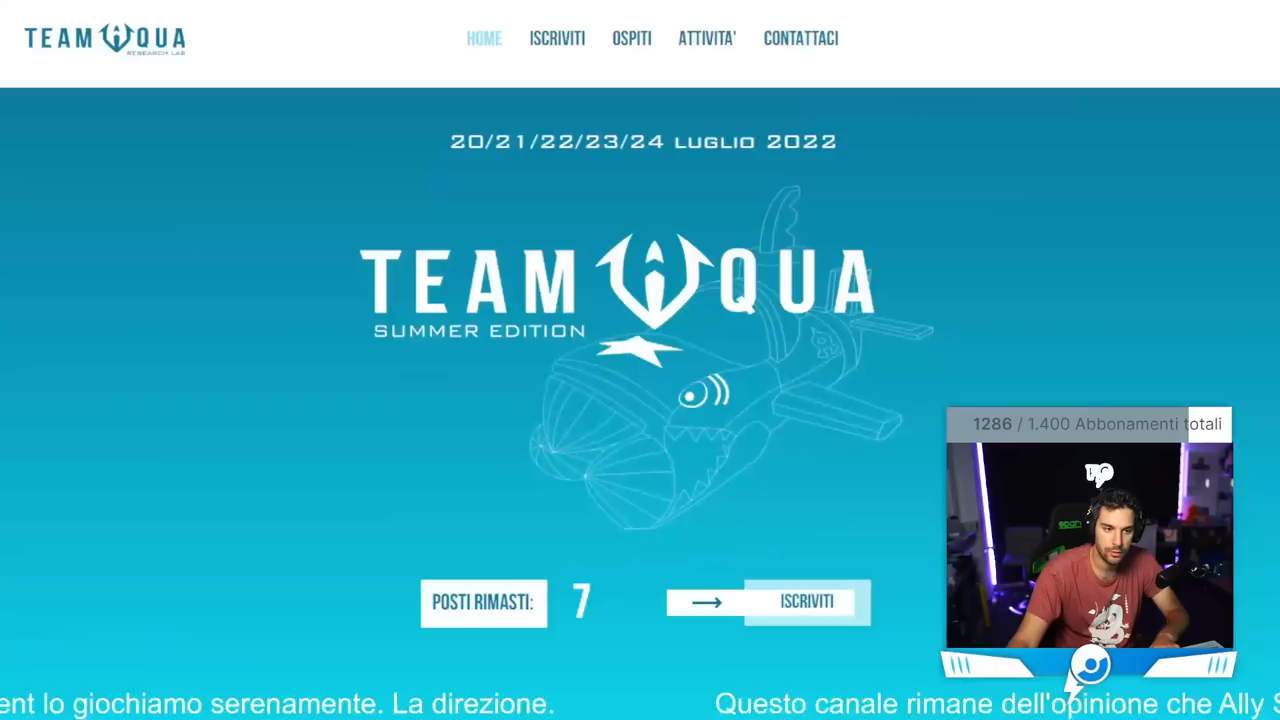 TEAM AQUA
RESEARCH LAB
HOME
ISCRIVITI
OSPITI
ATTIVITA'
CONTATTACI
20/21/22/23/24 LUGLIO 2022
TEAM AQUA
SUMMER EDITION
1286 / 1.400 Abbonamenti totali
POSTI RIMASTI:
7
ISCRIVITI
ent lo giochiamo serenamente. La direzione.
Questo canale rimane dell'opinione che Ally S